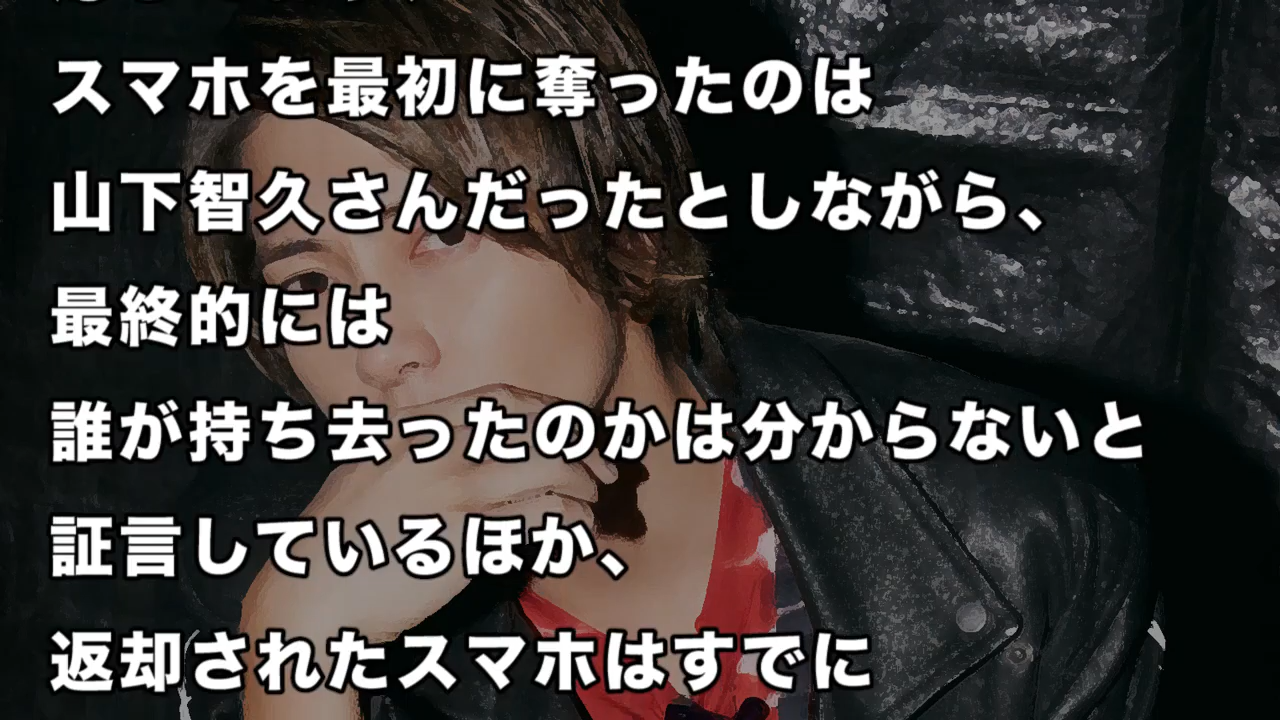 スマホを最初に奪ったのは
山下智久さんだったとしながら、
最終的には
誰が持ち去ったのかは分からないと
証言しているほか、
返却されたスマホはすでに